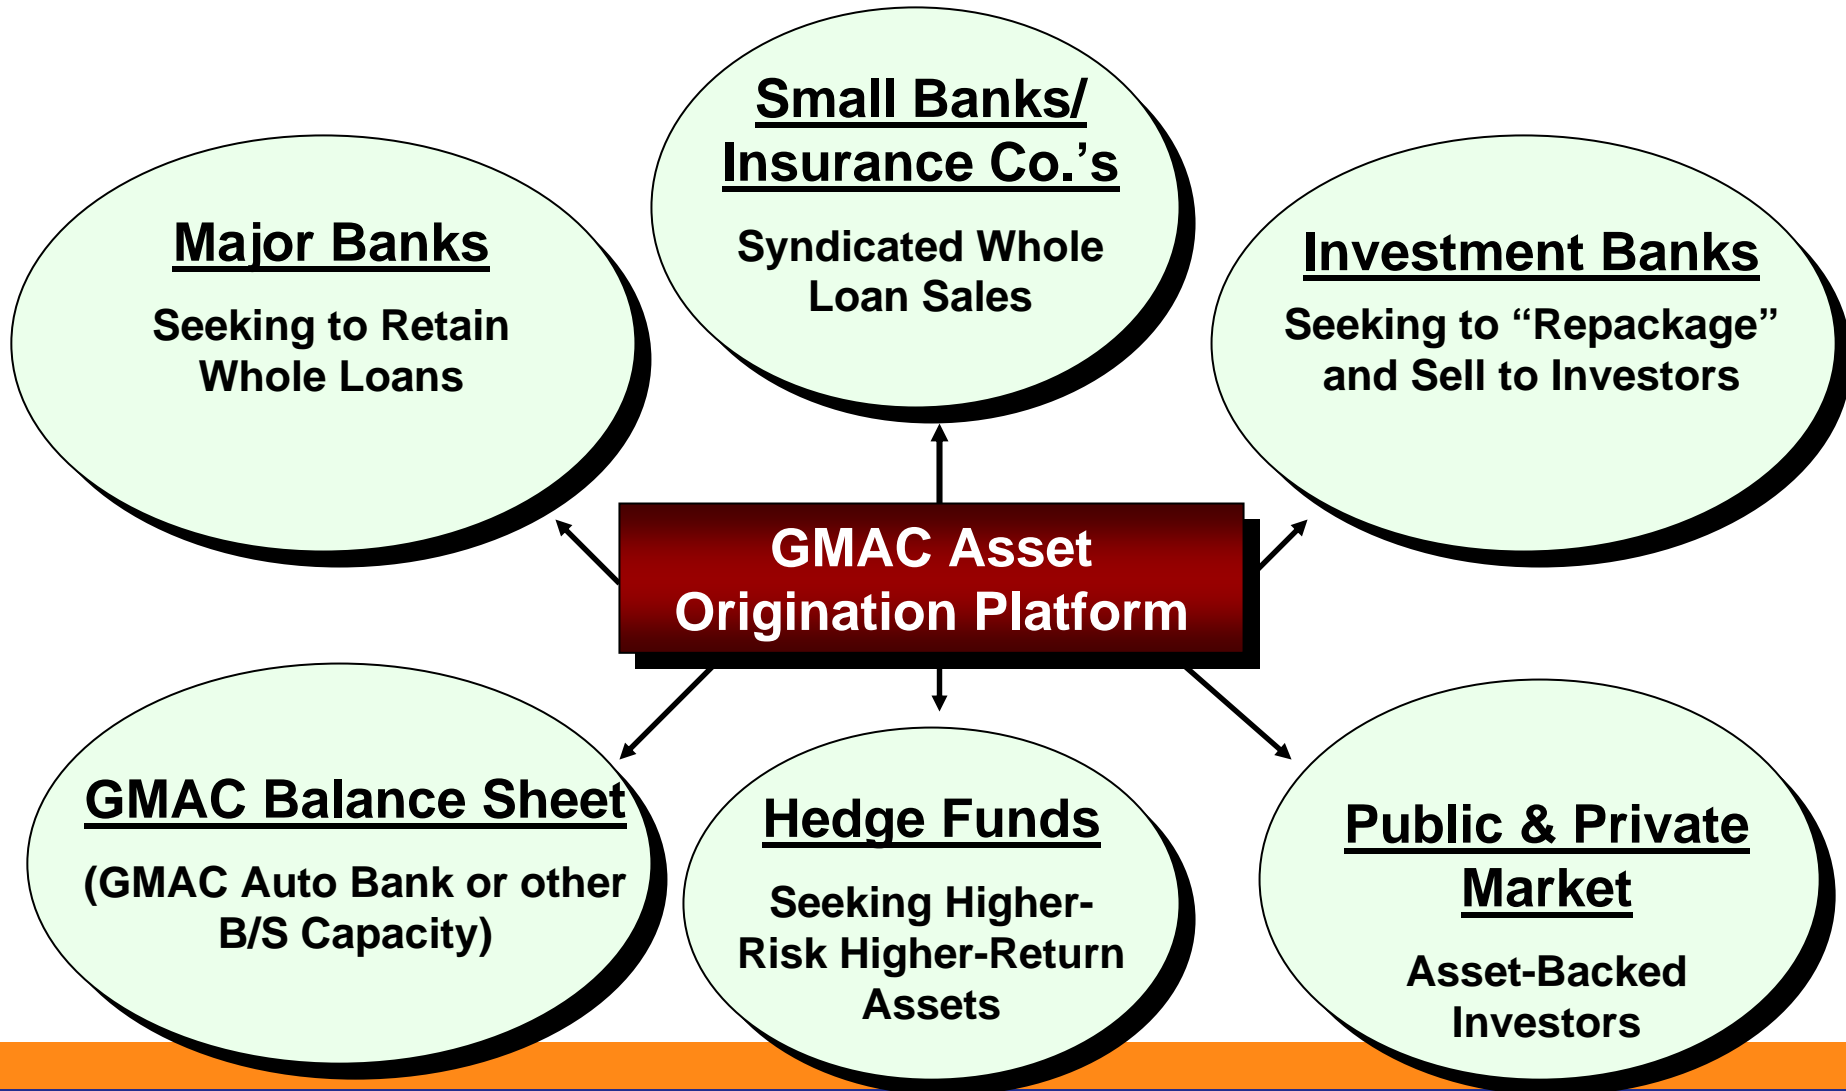 Small Banks/
Insurance Co.’s
Syndicated Whole
Loan Sales
Major Banks
Seeking to Retain
Whole Loans
Investment Banks
Seeking to “Repackage”
and Sell to Investors
GMAC Asset
Origination Platform
GMAC Balance Sheet
(GMAC Auto Bank or other
B/S Capacity)
Hedge Funds
Seeking Higher-
Risk Higher-Return
Assets
Public & Private
Market
Asset-Backed
Investors